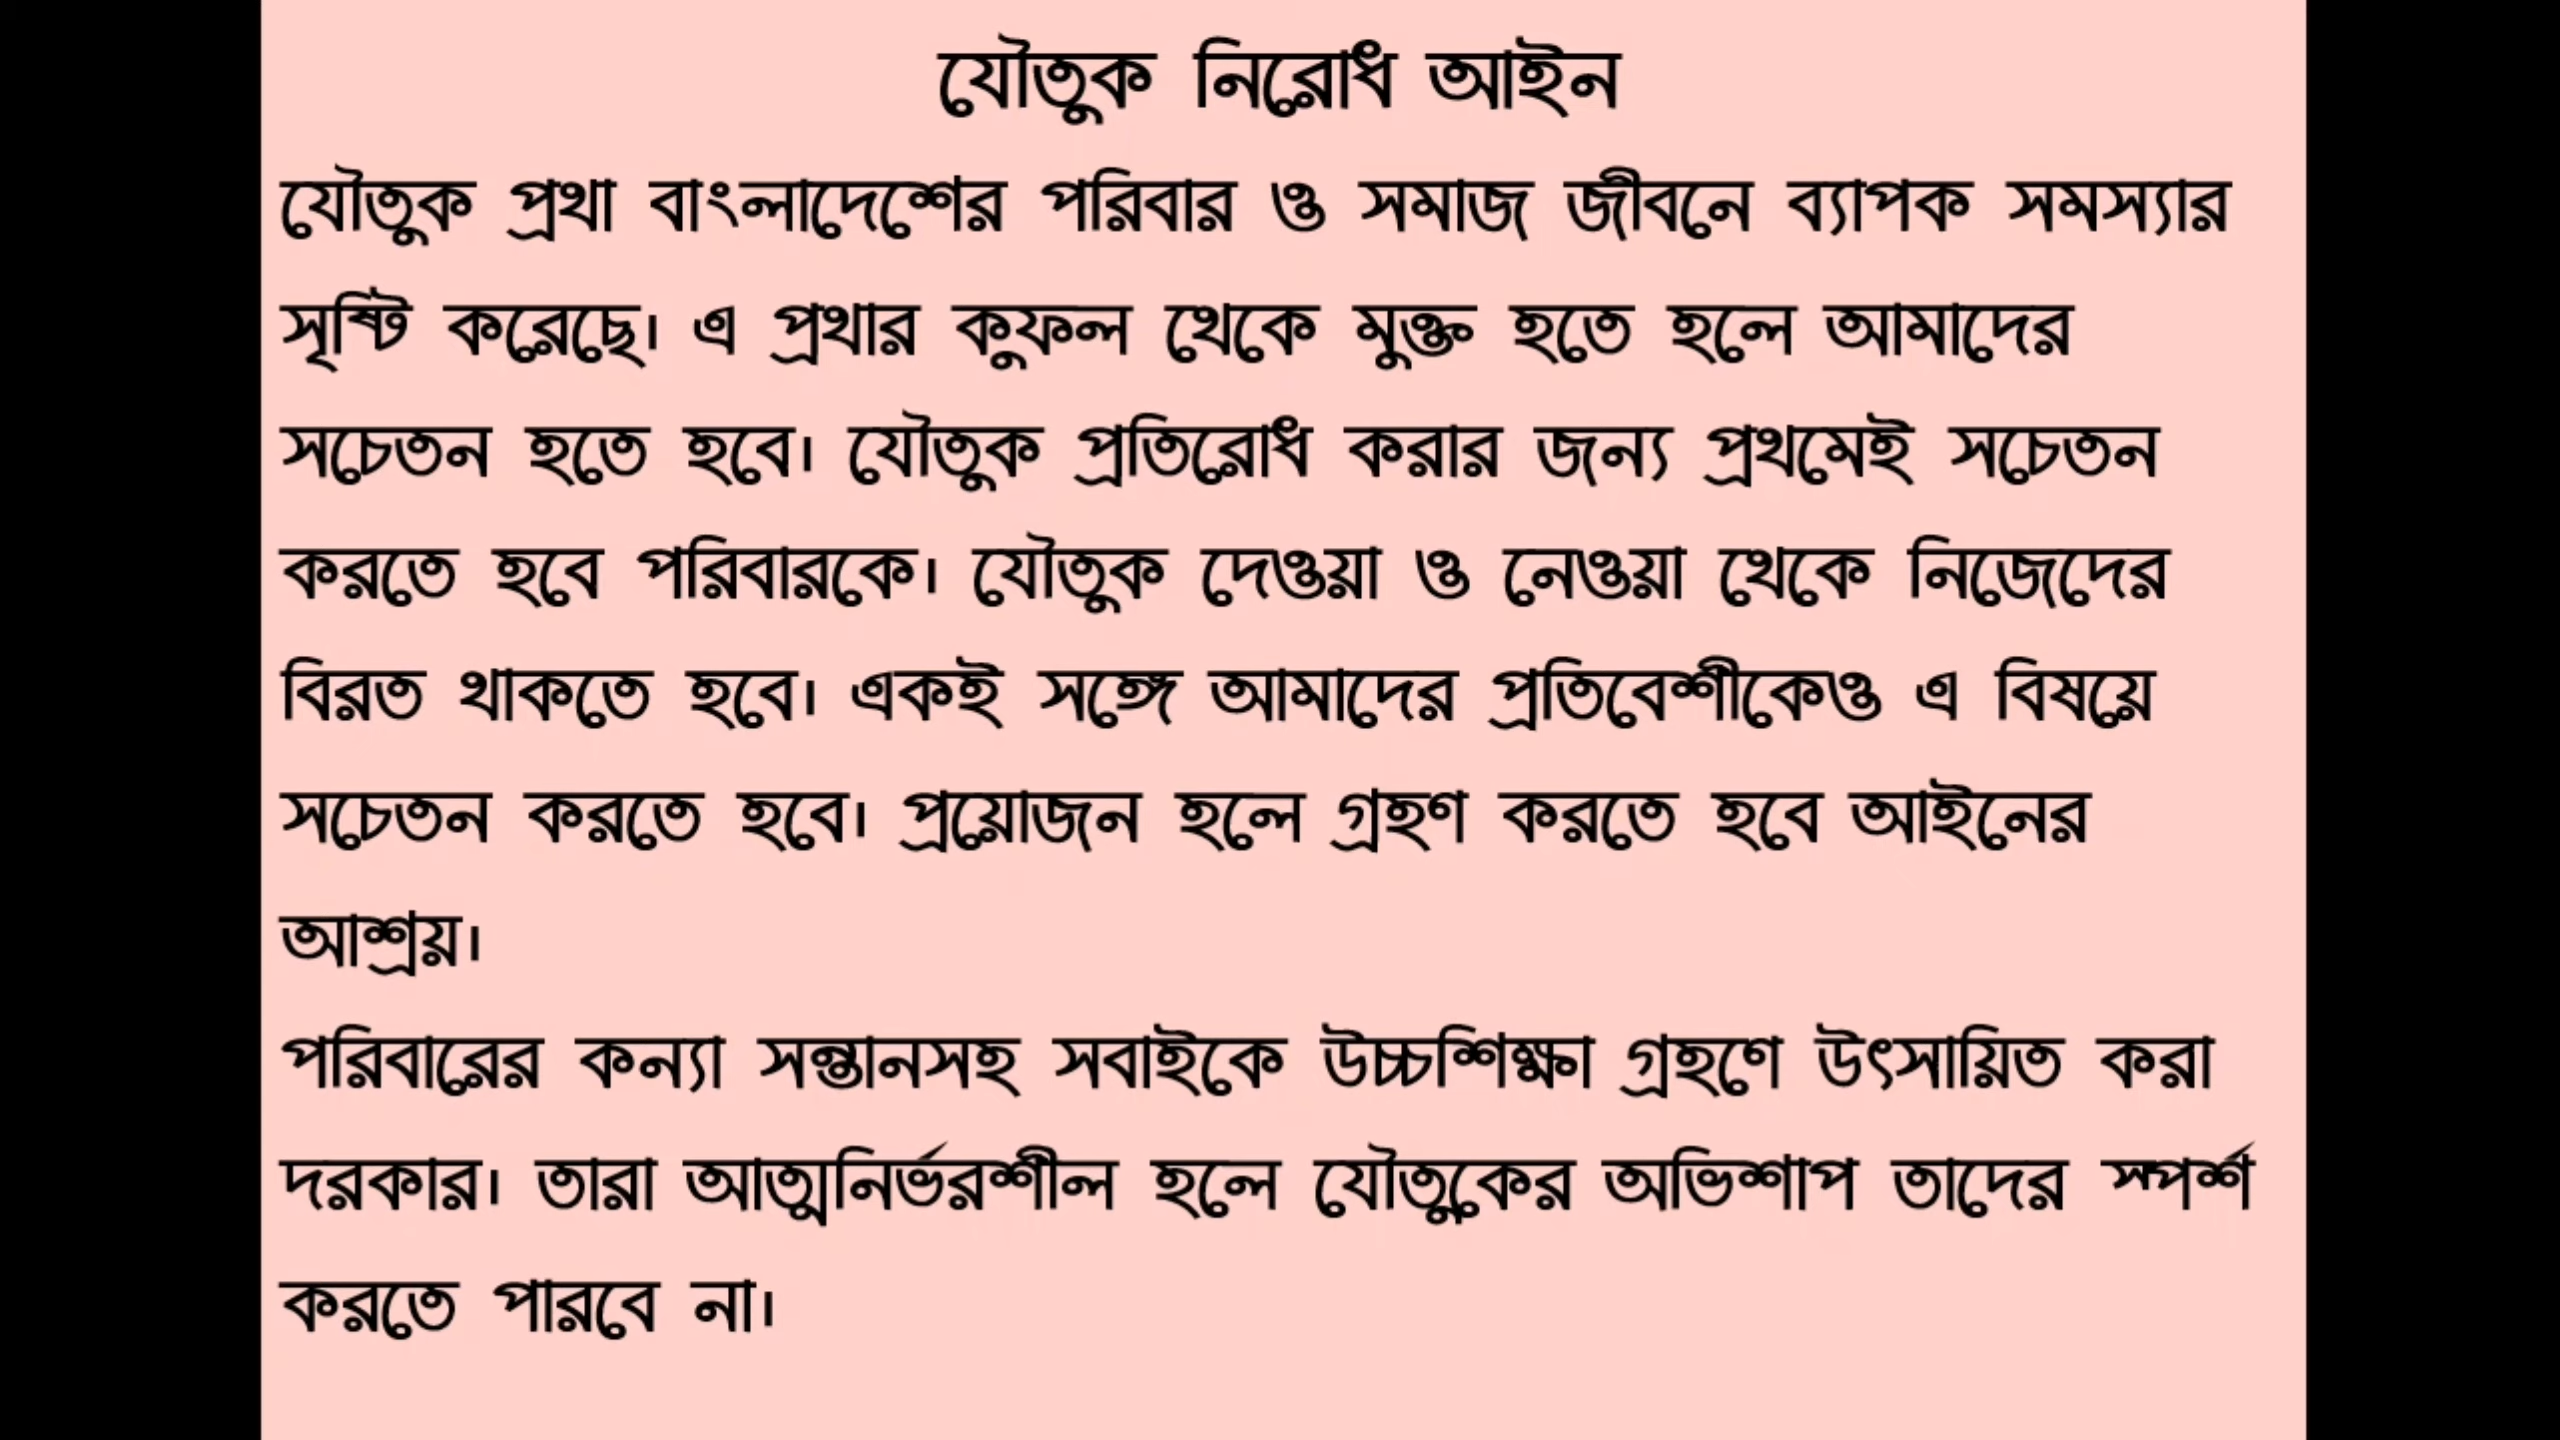 যৌতুক নিরোধ আইন
যৌতুক প্রথা বাংলাদেশের পরিবার ও সমাজ জীবনে ব্যাপক সমস্যার
সৃষ্টি করেছে। এ প্রথার কুফল থেকে মুক্ত হতে হলে আমাদের
সচেতন হতে হবে। যৌতুক প্রতিরোধ করার জন্য প্রথমেই সচেতন
করতে হবে পরিবারকে। যৌতুক দেওয়া ও নেওয়া থেকে নিজেদের
বিরত থাকতে হবে। একই সঙ্গে আমাদের প্রতিবেশীকেও এ বিষয়ে
সচেতন করতে হবে। প্রয়োজন হলে গ্রহণ করতে হবে আইনের
আশ্রয়।
পরিবারের কন্যা সন্তানসহ সবাইকে উচ্চশিক্ষা গ্রহণে উৎসায়িত করা
দরকার। তারা আত্মনির্ভরশীল হলে যৌতুকের অভিশাপ তাদের স্পর্শ
করতে পারবে না।